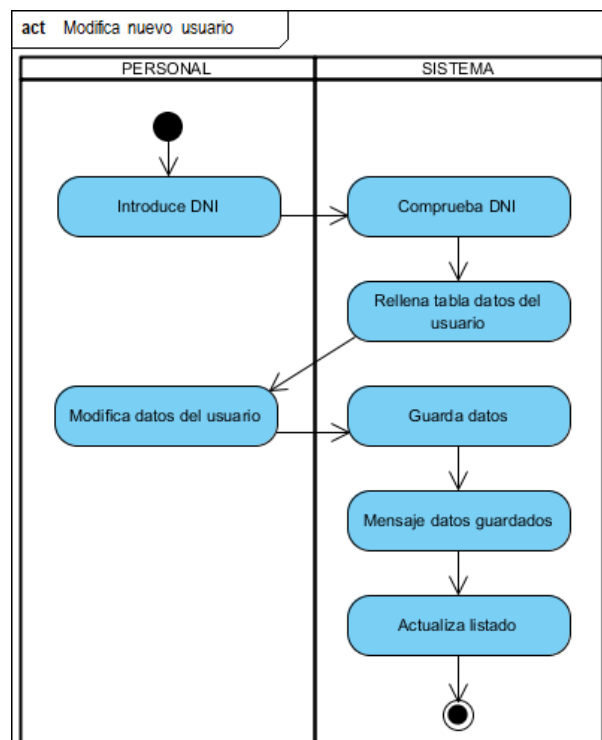 act Modifica nuevo usuario
PERSONAL
SISTEMA
Introduce DNI
Comprueba DNI
Rellena tabla datos del
usuario
Modifica datos del usuario
Guarda datos
Mensaje datos guardados
Actualiza listado